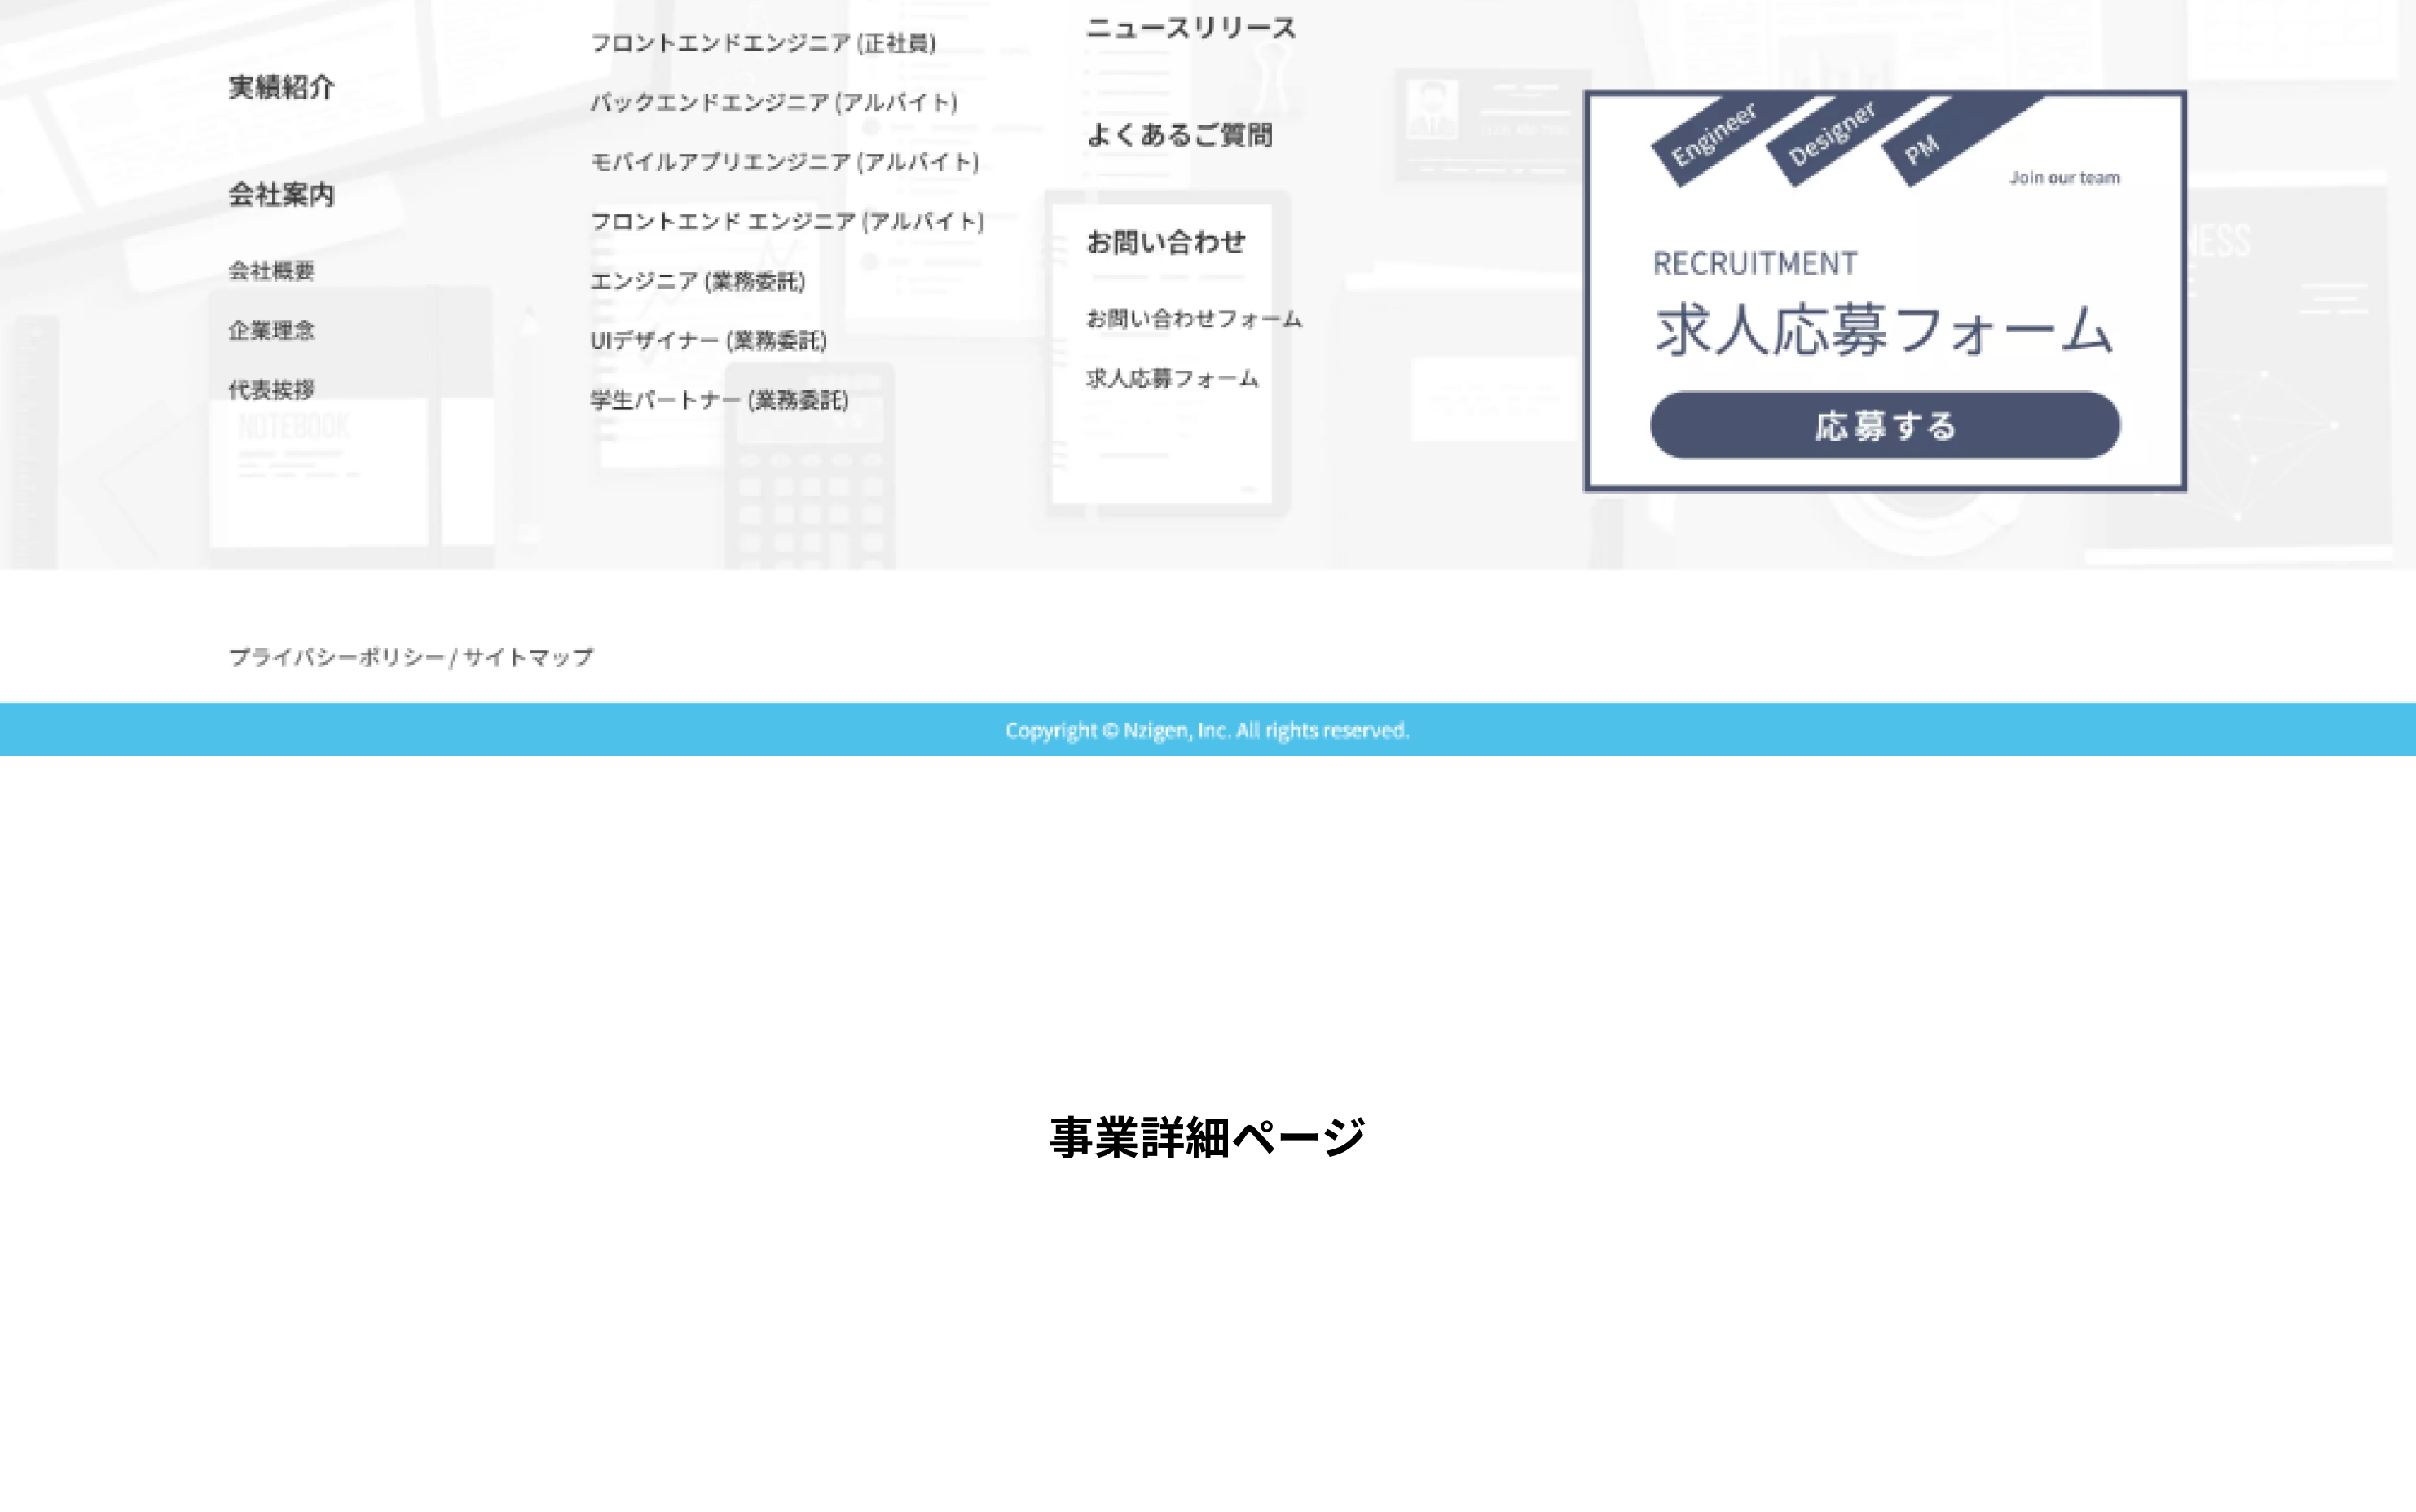 実績紹介
会社案内
会社概要
企業理念
代表挨拶
NOTEBOOK
フロントエンドエンジニア (正社員)
バックエンドエンジニア (アルバイト)
モバイルアプリエンジニア (アルバイト)
フロントエンド エンジニア (アルバイト)
エンジニア (業務委託)
UIデザイナー (業務委託)
学生パートナー (業務委託)
ニュースリリース
よくあるご質問
お問い合わせ
お問い合わせフォーム
求人応募フォーム
Engineer
Designer
PM
Join our team
RECRUITMENT
求人応募フォーム
応募する
プライバシーポリシー / サイトマップ
Copyright © Nzigen, Inc. All rights reserved.
事業詳細ページ